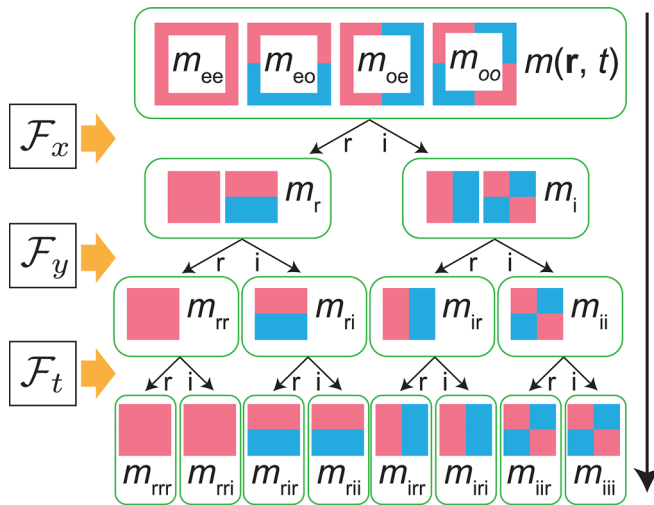 m_ee m_eo m_oe m_oo m(r, t)
r i
ℱ_x
m_r m_i
r i r i
ℱ_y
m_rr m_ri m_ir m_ii
r i r i r i r i
ℱ_t
m_rrr m_rri m_rir m_rii m_irr m_iri m_iir m_iii